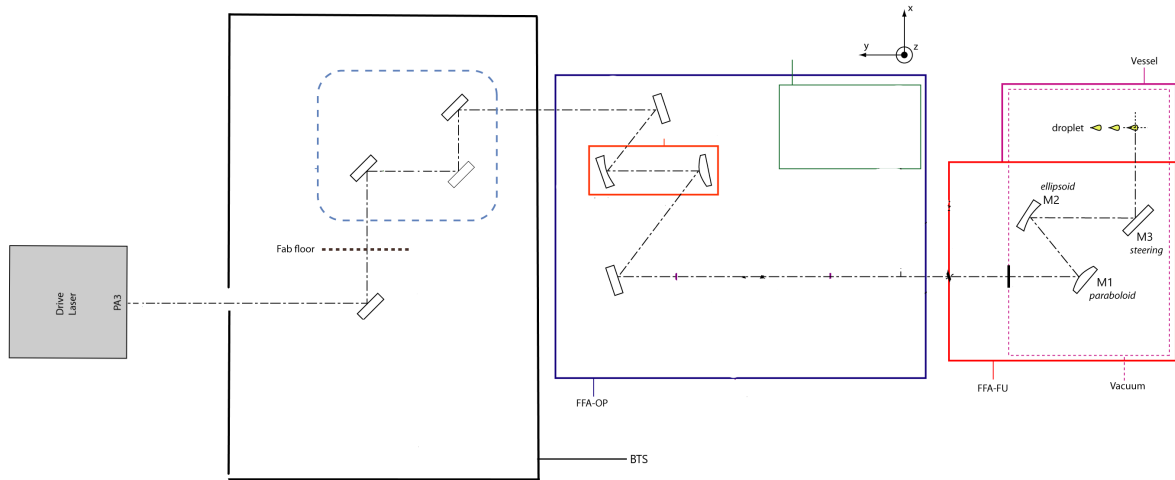 x
y
z
Vessel
droplet
ellipsoid
M2
Fab floor
M3
steering
M1
paraboloid
Drive
Laser
PA3
FFA-OP
FFA-FU
Vacuum
BTS